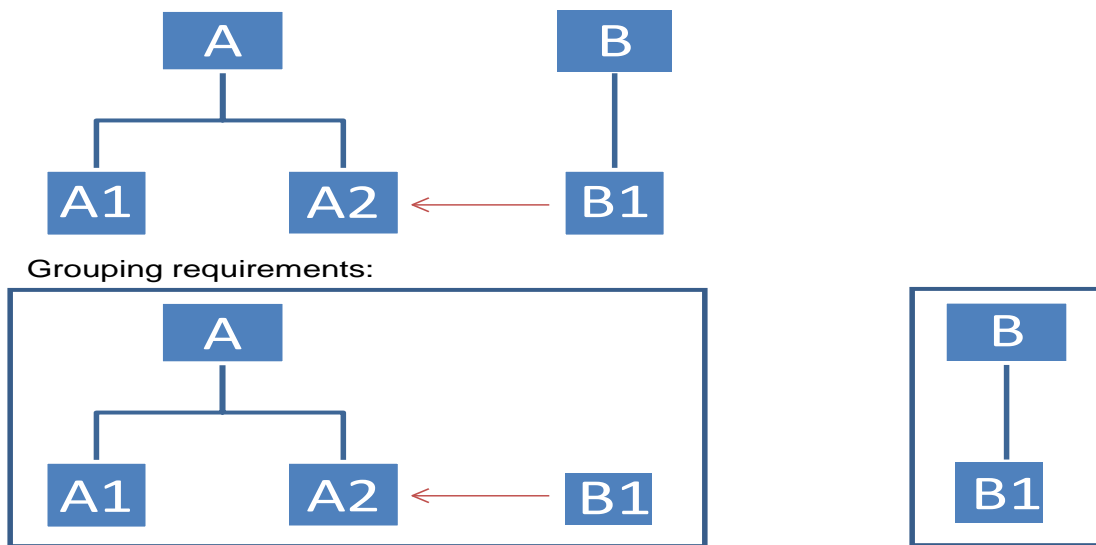 A B
A1 A2 B1
Grouping requirements:
A B
A1 A2 B1 B1